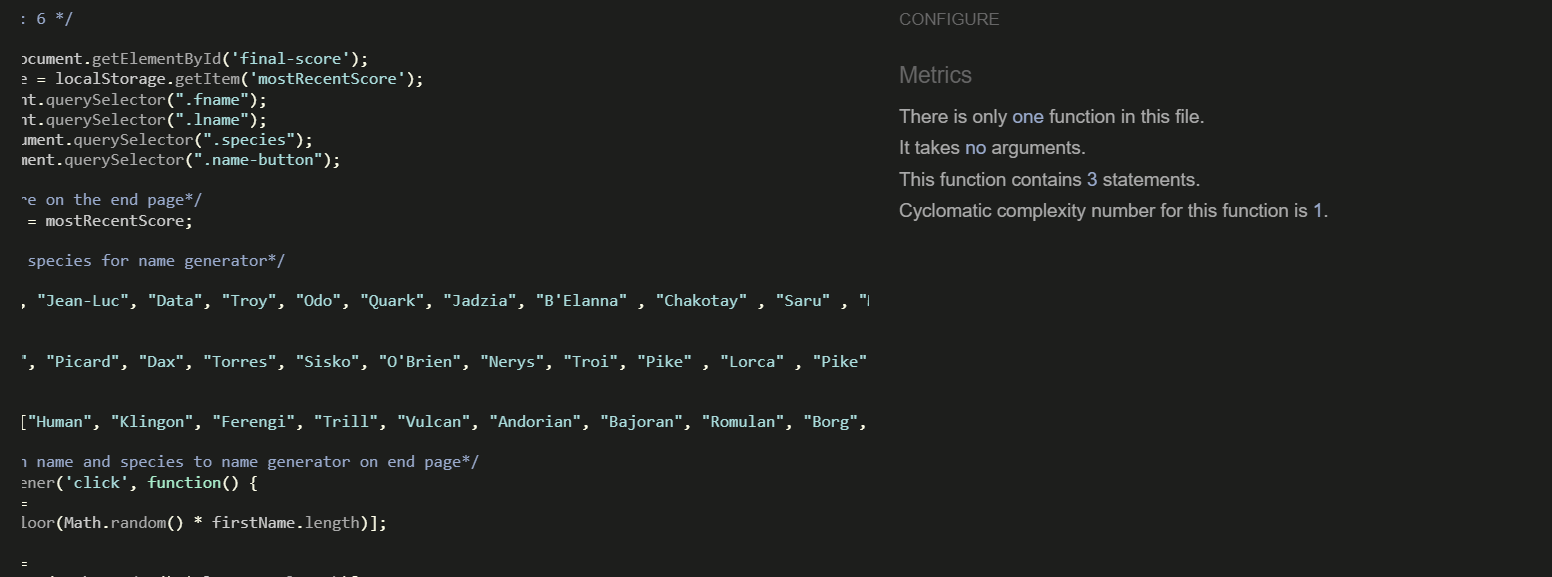 : 6 */
ocument.getElementById('final-score');
e = localStorage.getItem('mostRecentScore');
nt.querySelector(".fname");
nt.querySelector(".lname");
ument.querySelector(".species");
ment.querySelector(".name-button");
re on the end page*/
= mostRecentScore;
species for name generator*/
, "Jean-Luc", "Data", "Troy", "Odo", "Quark", "Jadzia", "B'Elanna" , "Chakotay" , "Saru" , "
", "Picard", "Dax", "Torres", "Sisko", "O'Brien", "Nerys", "Troi", "Pike" , "Lorca" , "Pike"
["Human", "Klingon", "Ferengi", "Trill", "Vulcan", "Andorian", "Bajoran", "Romulan", "Borg",
n name and species to name generator on end page*/
ener('click', function() {
=
loor(Math.random() * firstName.length)];
=
CONFIGURE
Metrics
There is only one function in this file.
It takes no arguments.
This function contains 3 statements.
Cyclomatic complexity number for this function is 1.